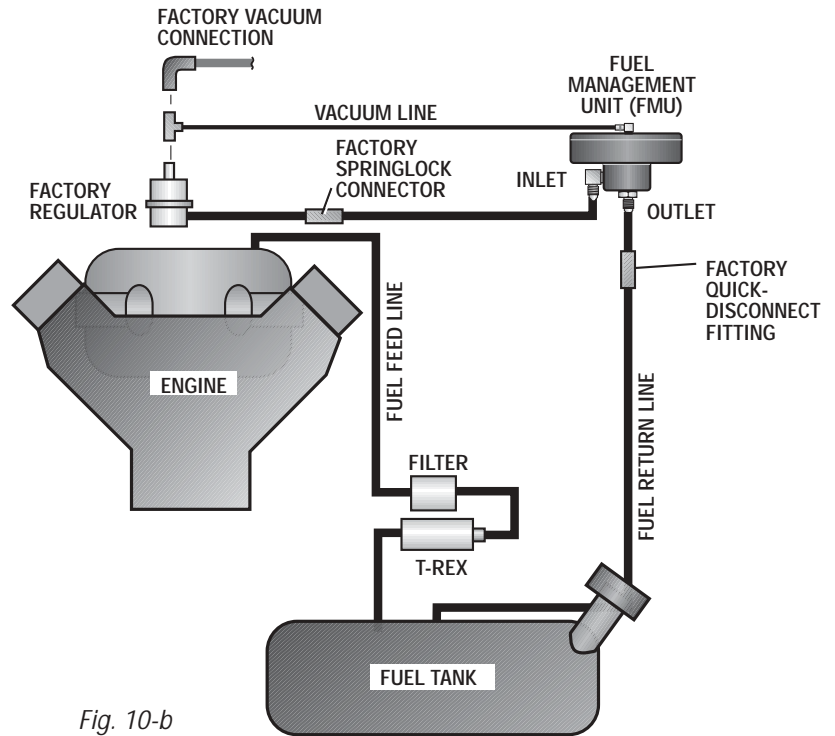 FACTORY VACUUM
CONNECTION
FUEL
MANAGEMENT
UNIT (FMU)
VACUUM LINE
FACTORY
SPRINGLOCK
CONNECTOR
INLET
FACTORY
REGULATOR
OUTLET
FACTORY
QUICK-
DISCONNECT
FITTING
FUEL FEED LINE
ENGINE
FUEL RETURN LINE
FILTER
T-REX
FUEL TANK
Fig. 10-b